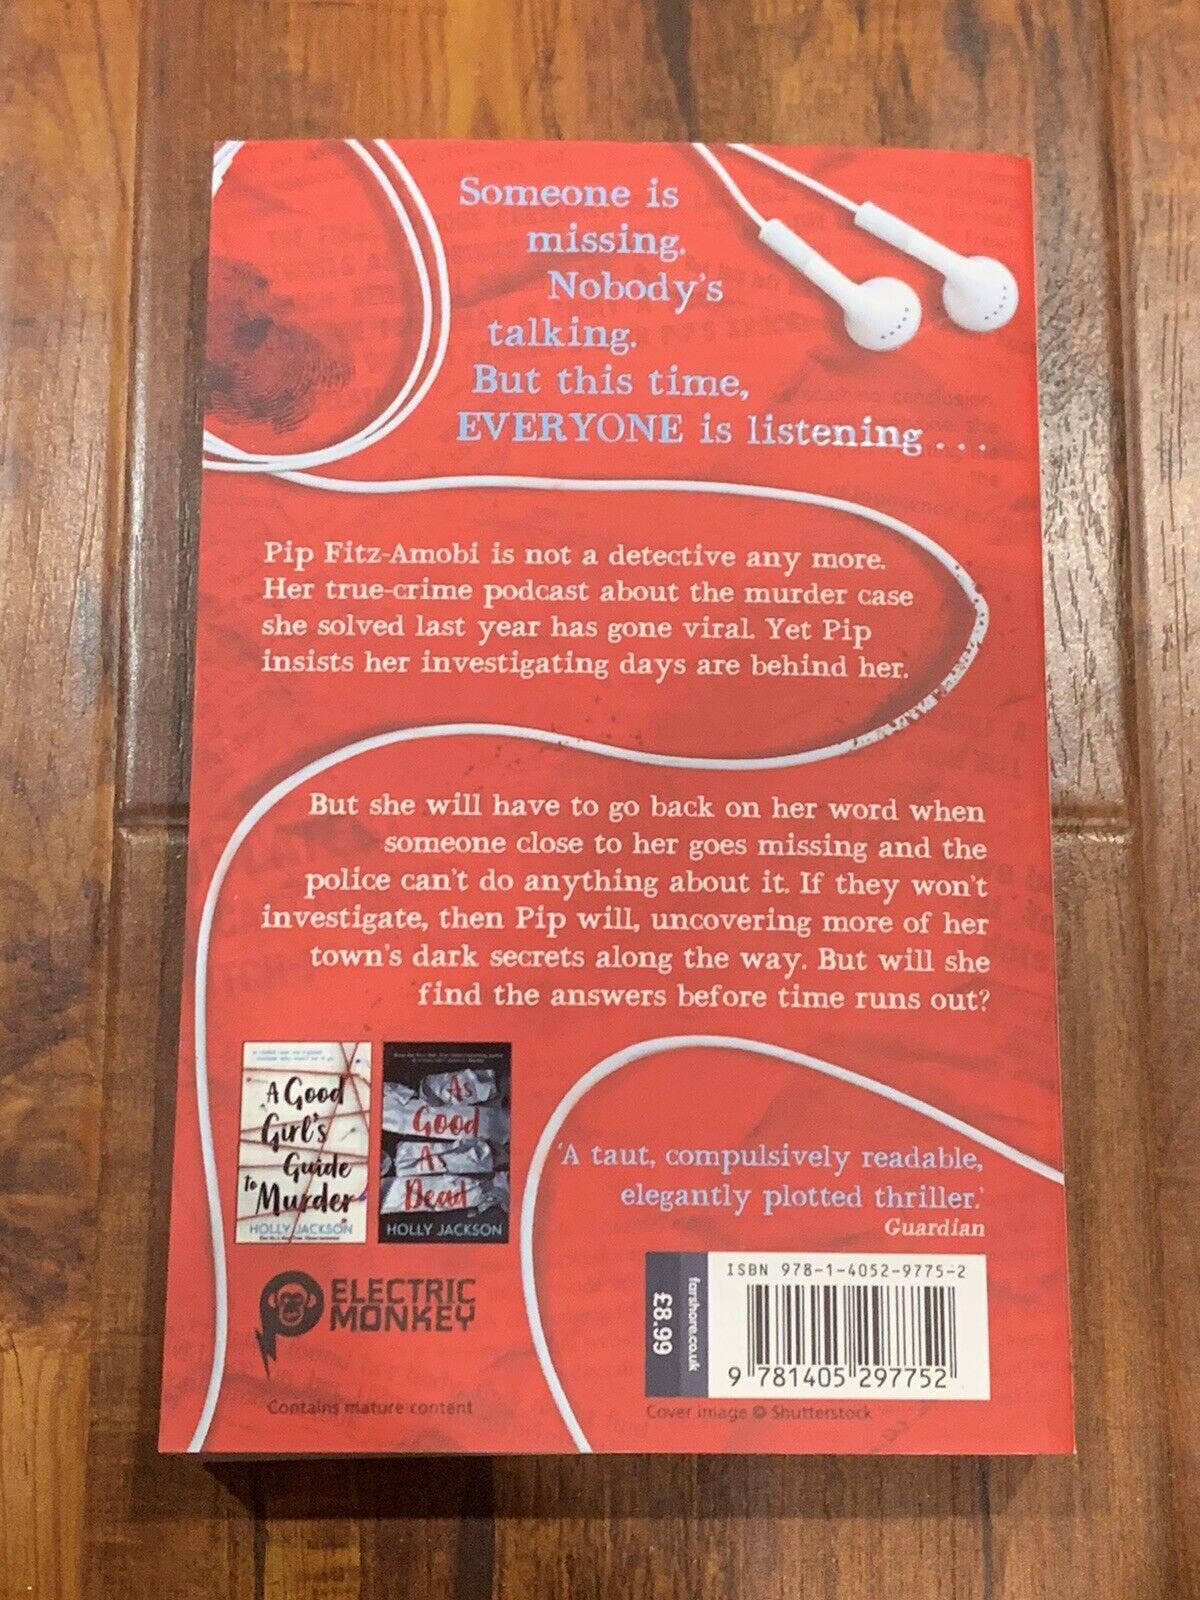 Someone is
missing.
Nobody's
talking.
But this time,
EVERYONE is listening . . .
Pip Fitz-Amobi is not a detective any more.
Her true-crime podcast about the murder case
she solved last year has gone viral. Yet Pip
insists her investigating days are behind her.
But she will have to go back on her word when
someone close to her goes missing and the
police can't do anything about it. If they won't
investigate, then Pip will, uncovering more of her
town's dark secrets along the way. But will she
find the answers before time runs out?
A Good
Girl's
Guide
to Murder
HOLLY JACKSON
As
Good
As
Dead
HOLLY JACKSON
'A taut, compulsively readable,
elegantly plotted thriller.'
Guardian
ELECTRIC
MONKEY
Contains mature content
farshore.co.uk
£8.99
ISBN 978-1-4052-9775-2
9 781405 297752
Cover image © Shutterstock